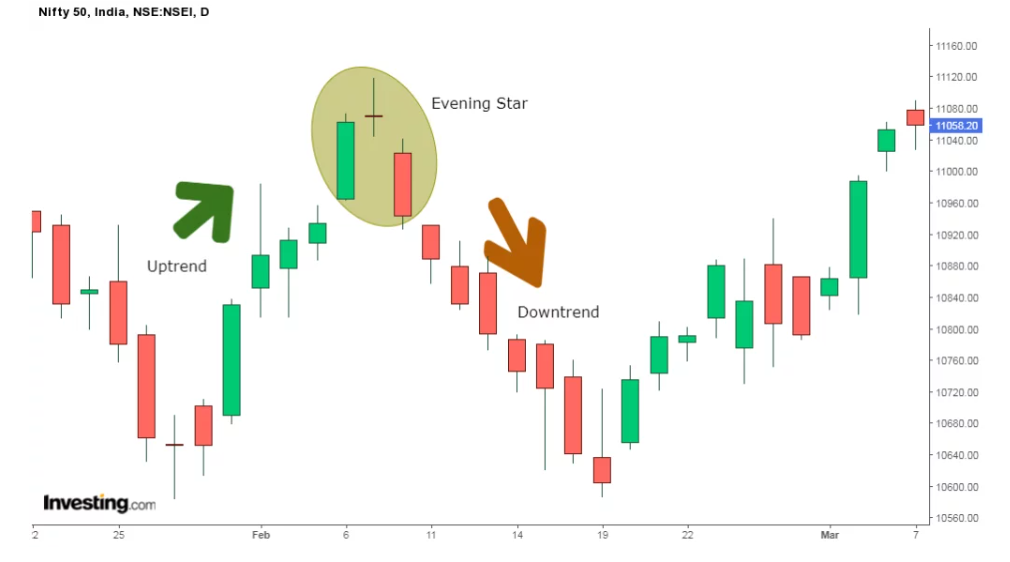 Nifty 50, India, NSE:NSEI, D
11160.00
11120.00
Evening Star
11080.00
11058.20
11040.00
11000.00
10960.00
10920.00
Uptrend
10880.00
10840.00
Downtrend
10800.00
10760.00
10720.00
10680.00
10640.00
10600.00
Investing.com
10560.00
2 25 Feb 6 11 14 19 22 Mar 7